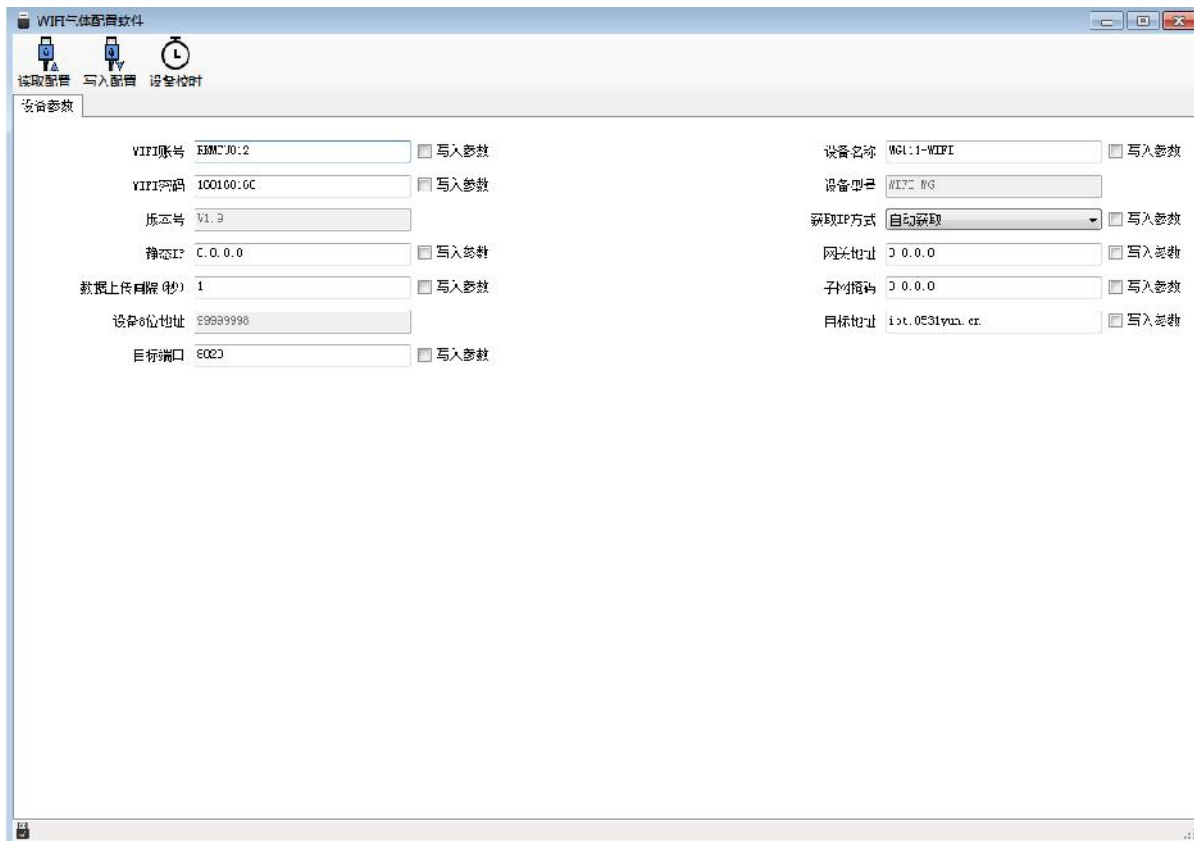 WIFI气体配置软件
读取配置 写入配置 设备校时
设备参数
WIFI账号 写入参数 设备名称 写入参数
WIFI密码 写入参数 设备型号
版本号 获取IP方式 自动获取 写入参数
静态IP 0.0.0.0 写入参数 网关地址 0.0.0.0 写入参数
数据上传间隔(秒) 1 写入参数 子网掩码 0.0.0.0 写入参数
设备8位地址 目标地址 iot.0531yun.cn 写入参数
目标端口 写入参数